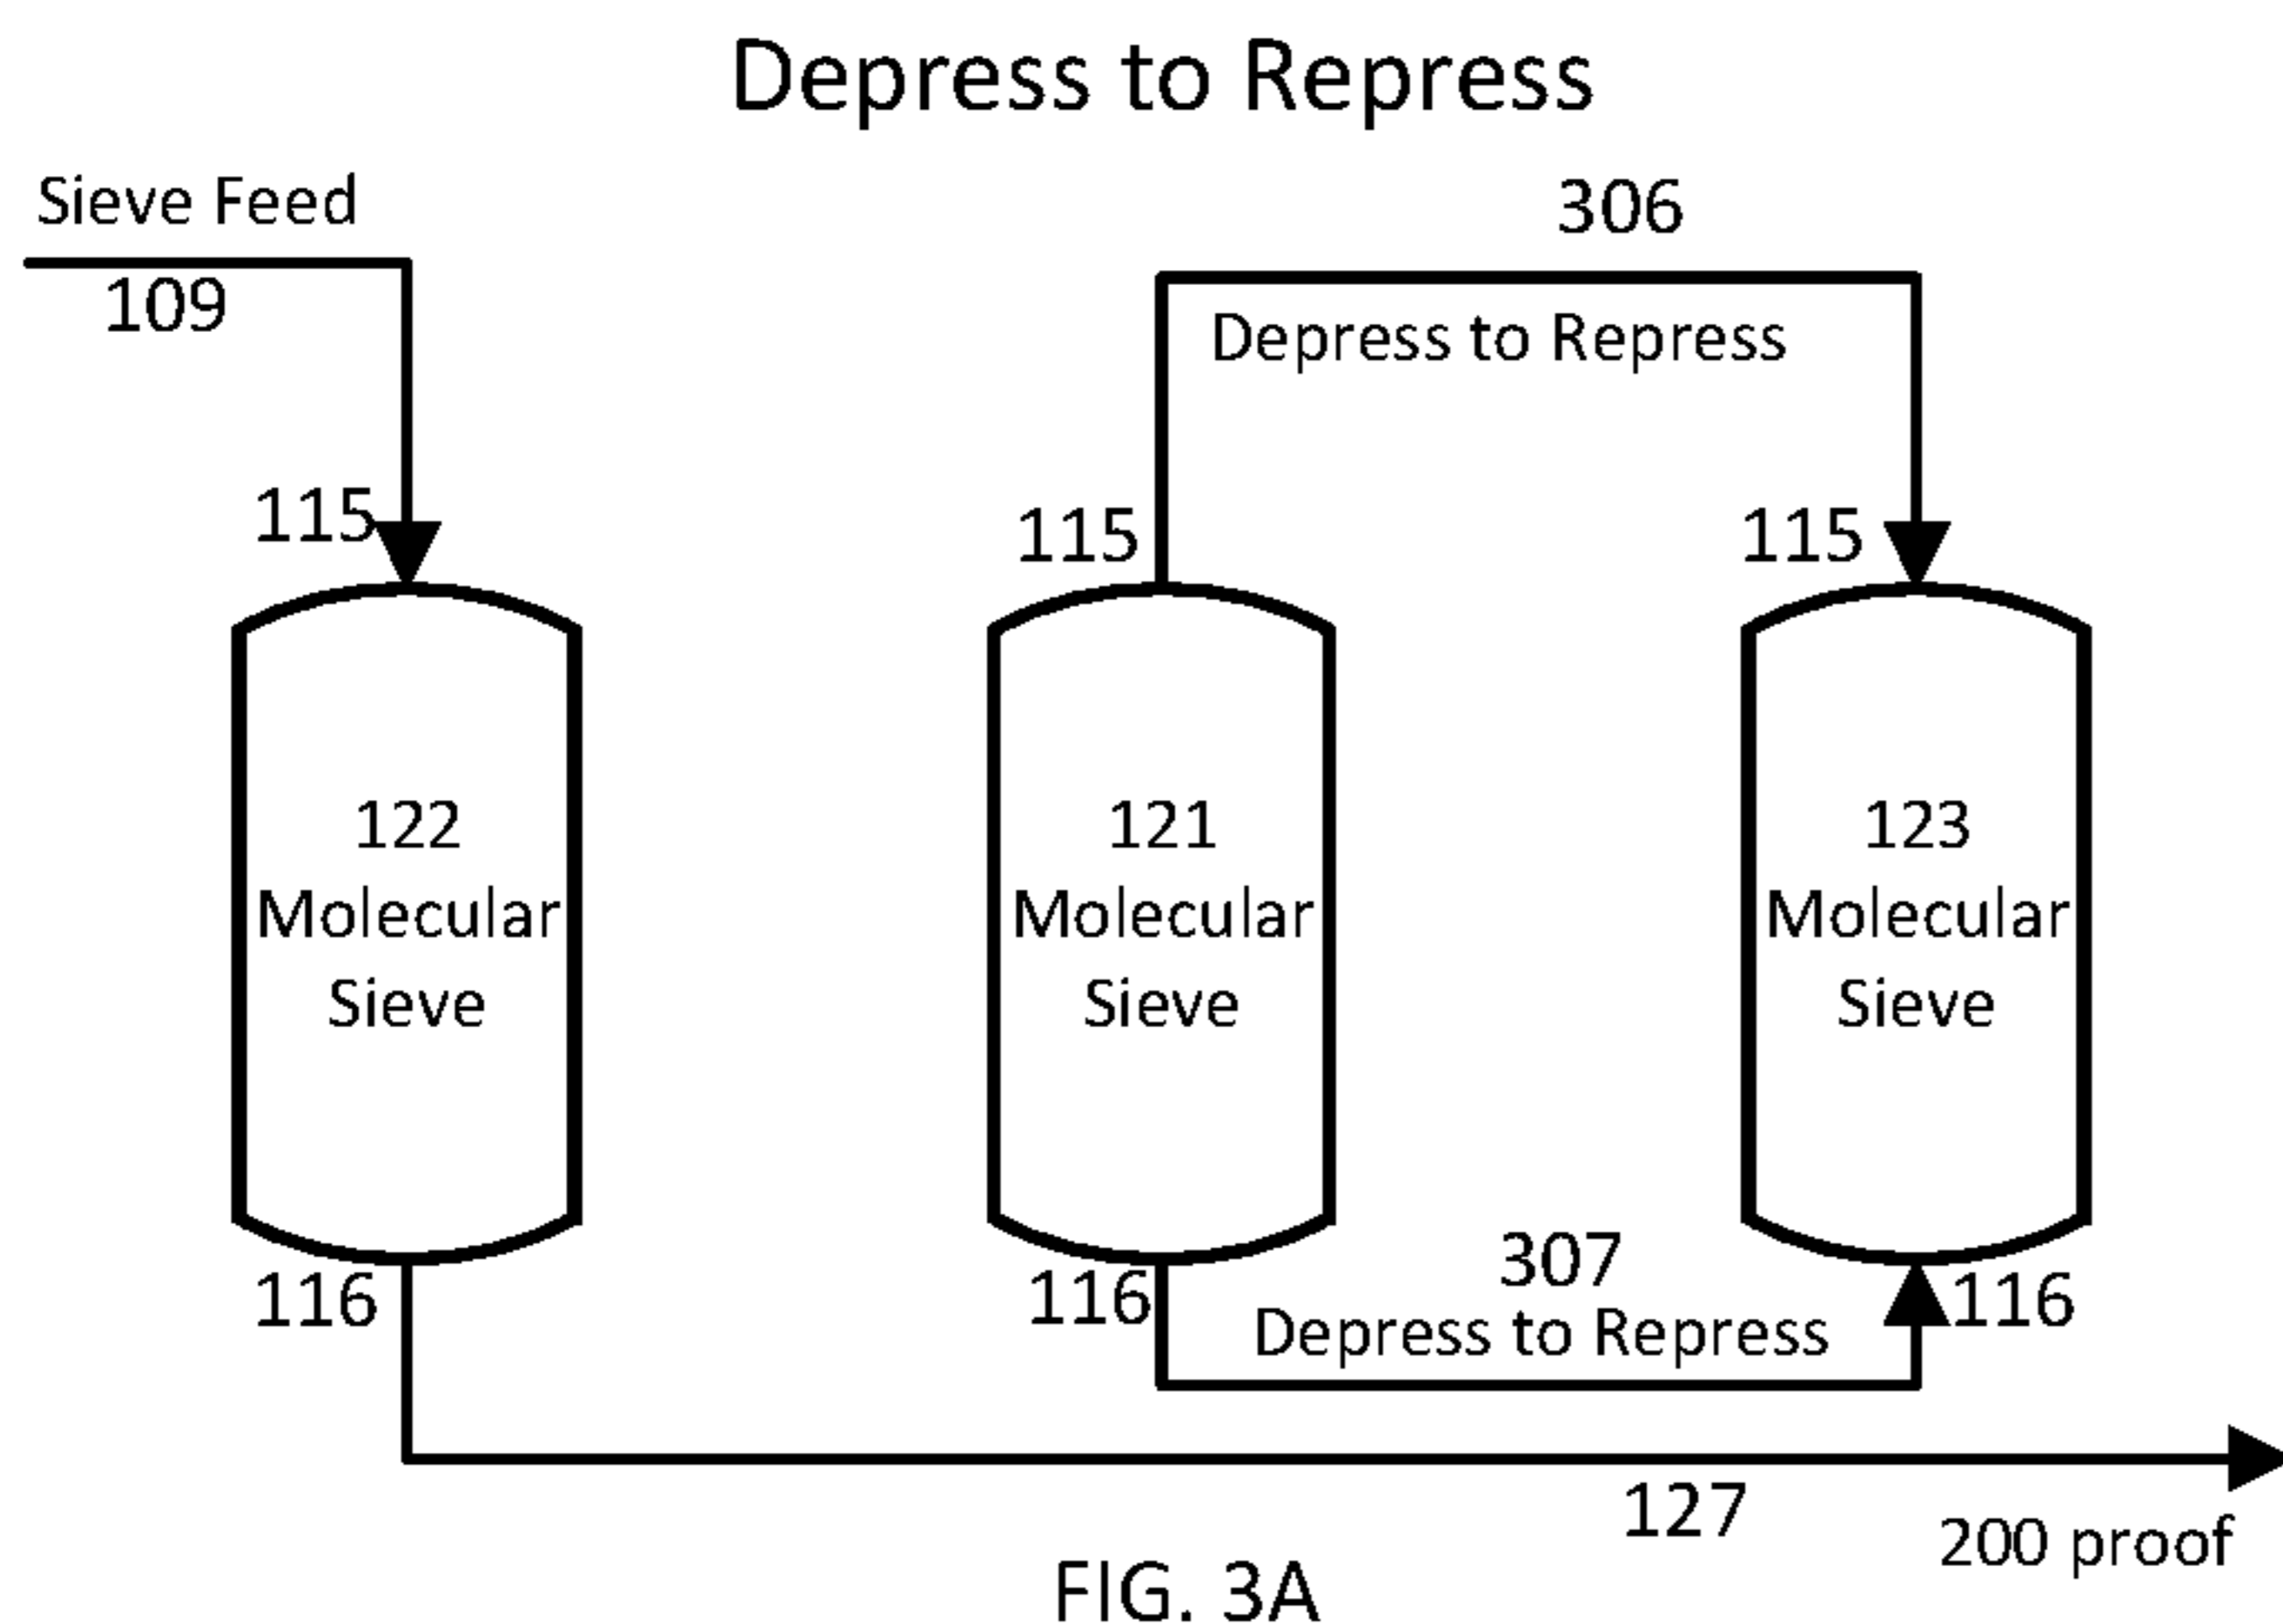 Depress to Repress
Sieve Feed
109
306
Depress to Repress
115
115
115
122
Molecular
Sieve
121
Molecular
Sieve
123
Molecular
Sieve
116
116
307
Depress to Repress
116
127
200 proof
FIG. 3A